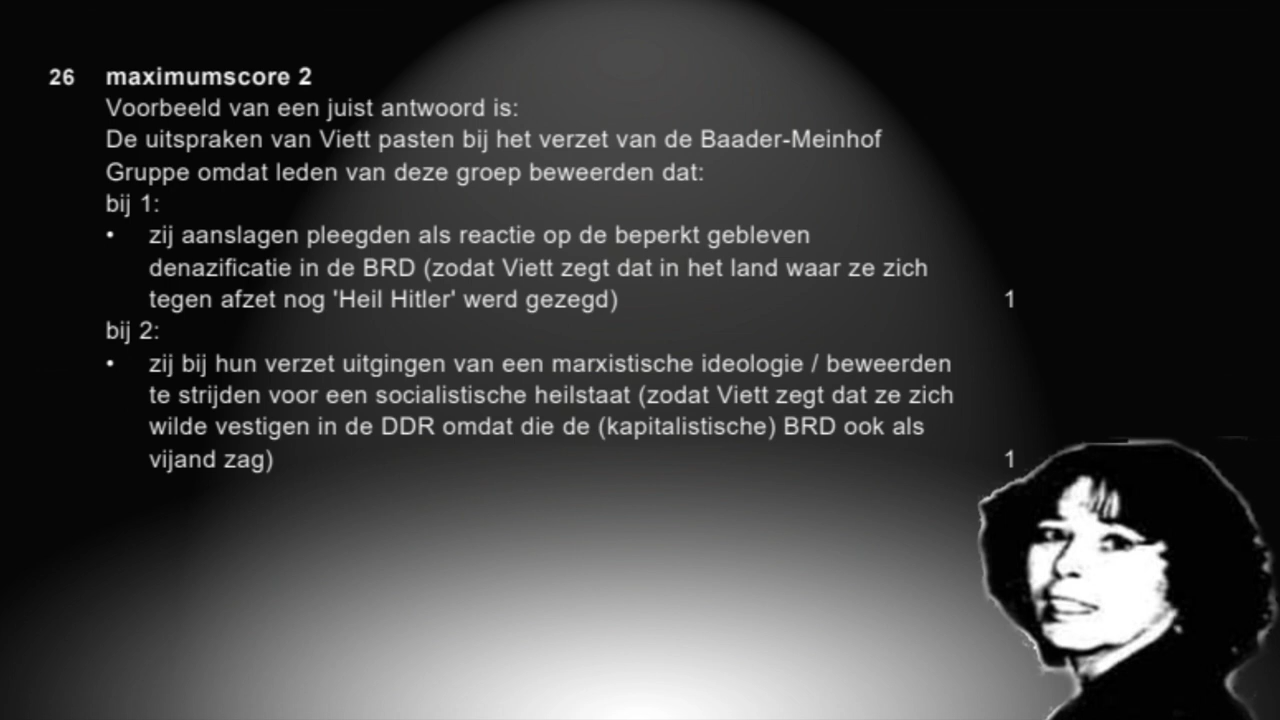 26 maximumscore 2
Voorbeeld van een juist antwoord is:
De uitspraken van Viett pasten bij het verzet van de Baader-Meinhof
Gruppe omdat leden van deze groep beweerden dat:
bij 1:
• zij aanslagen pleegden als reactie op de beperkt gebleven
denazificatie in de BRD (zodat Viett zegt dat in het land waar ze zich
tegen afzet nog 'Heil Hitler' werd gezegd) 1
bij 2:
• zij bij hun verzet uitgingen van een marxistische ideologie / beweerden
te strijden voor een socialistische heilstaat (zodat Viett zegt dat ze zich
wilde vestigen in de DDR omdat die de (kapitalistische) BRD ook als
vijand zag) 1